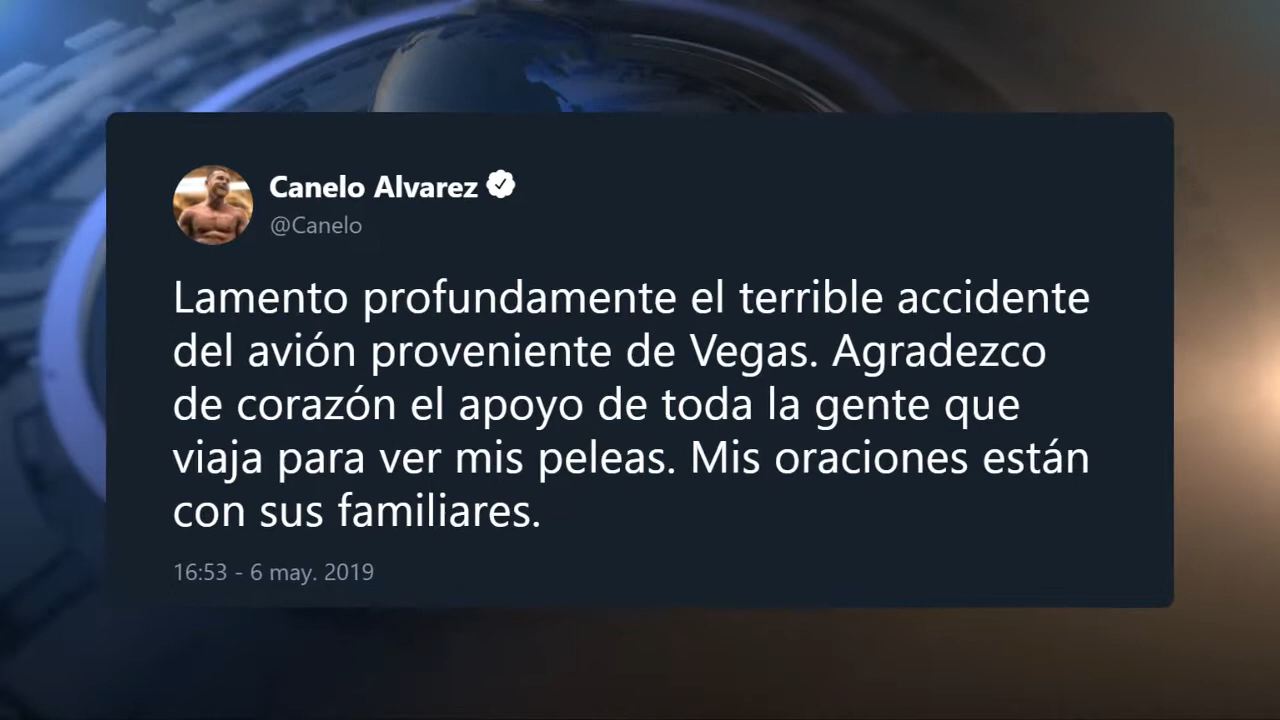 Canelo Alvarez
@Canelo
Lamento profundamente el terrible accidente
del avión proveniente de Vegas. Agradezco
de corazón el apoyo de toda la gente que
viaja para ver mis peleas. Mis oraciones están
con sus familiares.
16:53 - 6 may. 2019